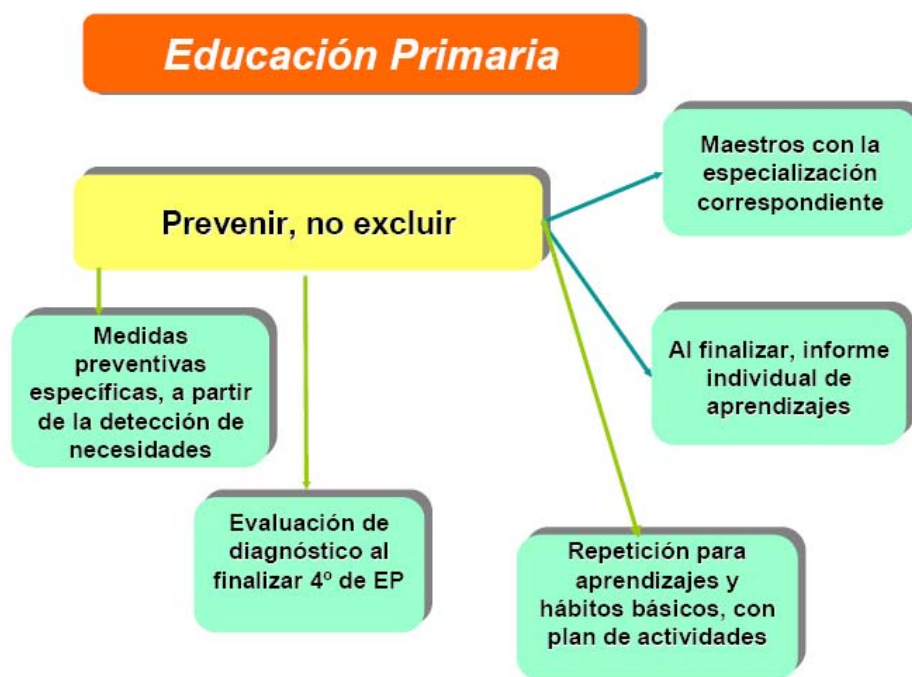 Educación Primaria
Prevenir, no excluir
Maestros con la
especialización
correspondiente
Medidas
preventivas
específicas, a partir
de la detección de
necesidades
Al finalizar, informe
individual de
aprendizajes
Evaluación de
diagnóstico al
finalizar 4º de EP
Repetición para
aprendizajes y
hábitos básicos, con
plan de actividades